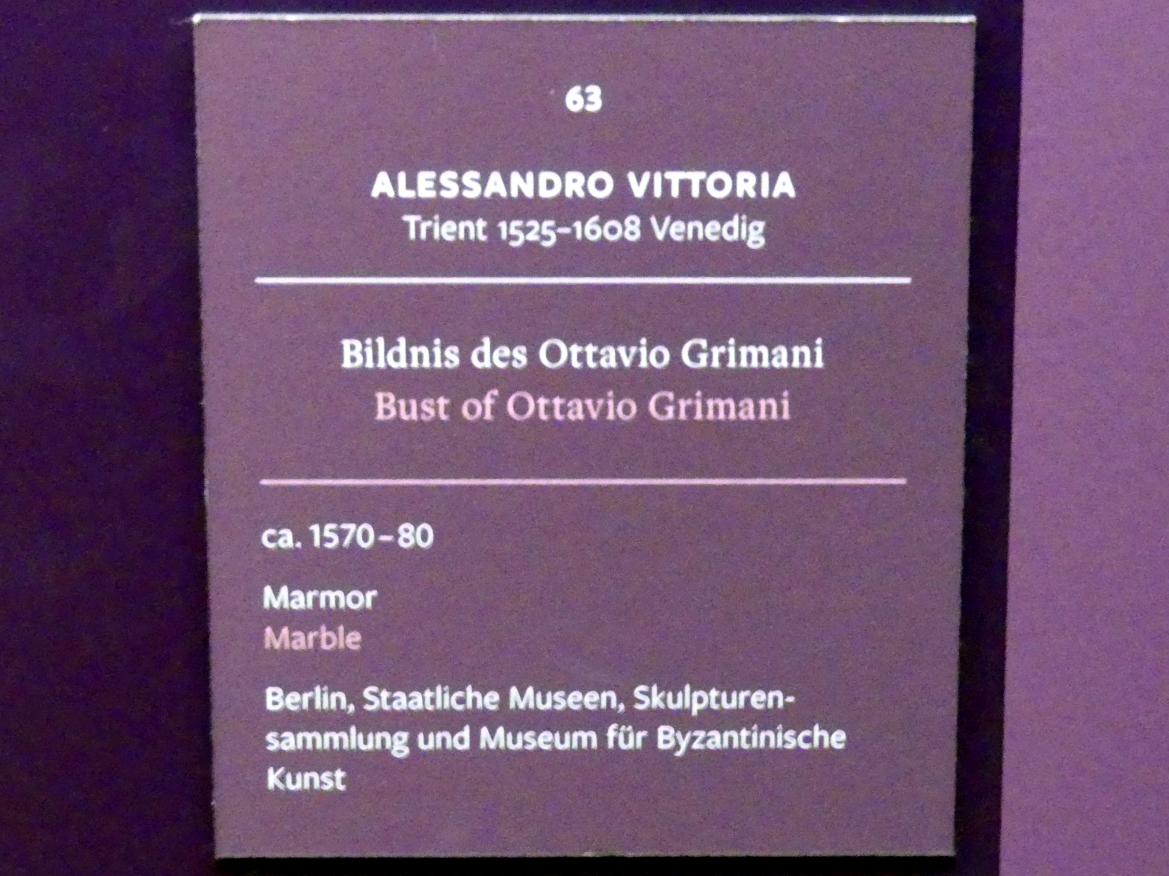 63
ALESSANDRO VITTORIA
Trient 1525–1608 Venedig
Bildnis des Ottavio Grimani
Bust of Ottavio Grimani
ca. 1570–80
Marmor
Marble
Berlin, Staatliche Museen, Skulpturen-
sammlung und Museum für Byzantinische
Kunst